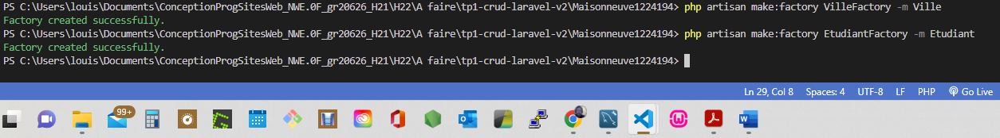 PS C:\Users\louis\Documents\ConceptionProgSitesWeb_NWE.0F_gr20626_H21\H22\A faire\tp1-crud-laravel-v2\Maisonneuve1224194> php artisan make:factory VilleFactory -m Ville
Factory created successfully.
PS C:\Users\louis\Documents\ConceptionProgSitesWeb_NWE.0F_gr20626_H21\H22\A faire\tp1-crud-laravel-v2\Maisonneuve1224194> php artisan make:factory EtudiantFactory -m Etudiant
Factory created successfully.
PS C:\Users\louis\Documents\ConceptionProgSitesWeb_NWE.0F_gr20626_H21\H22\A faire\tp1-crud-laravel-v2\Maisonneuve1224194>
Ln 29, Col 8 Spaces: 4 UTF-8 LF PHP Go Live
99+